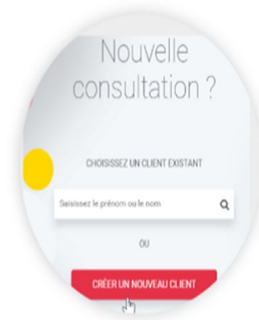 Nouvelle
consultation ?
CHOISISSEZ UN CLIENT EXISTANT
Saisissez le prénom ou le nom
OU
CRÉER UN NOUVEAU CLIENT